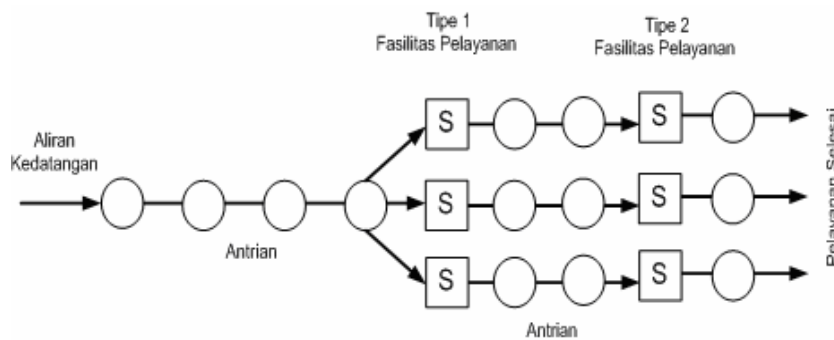 Tipe 1
Fasilitas Pelayanan
Tipe 2
Fasilitas Pelayanan
Aliran
Kedatangan
S
S
S
S
S
S
Antrian
Antrian
Pelayanan Selesai